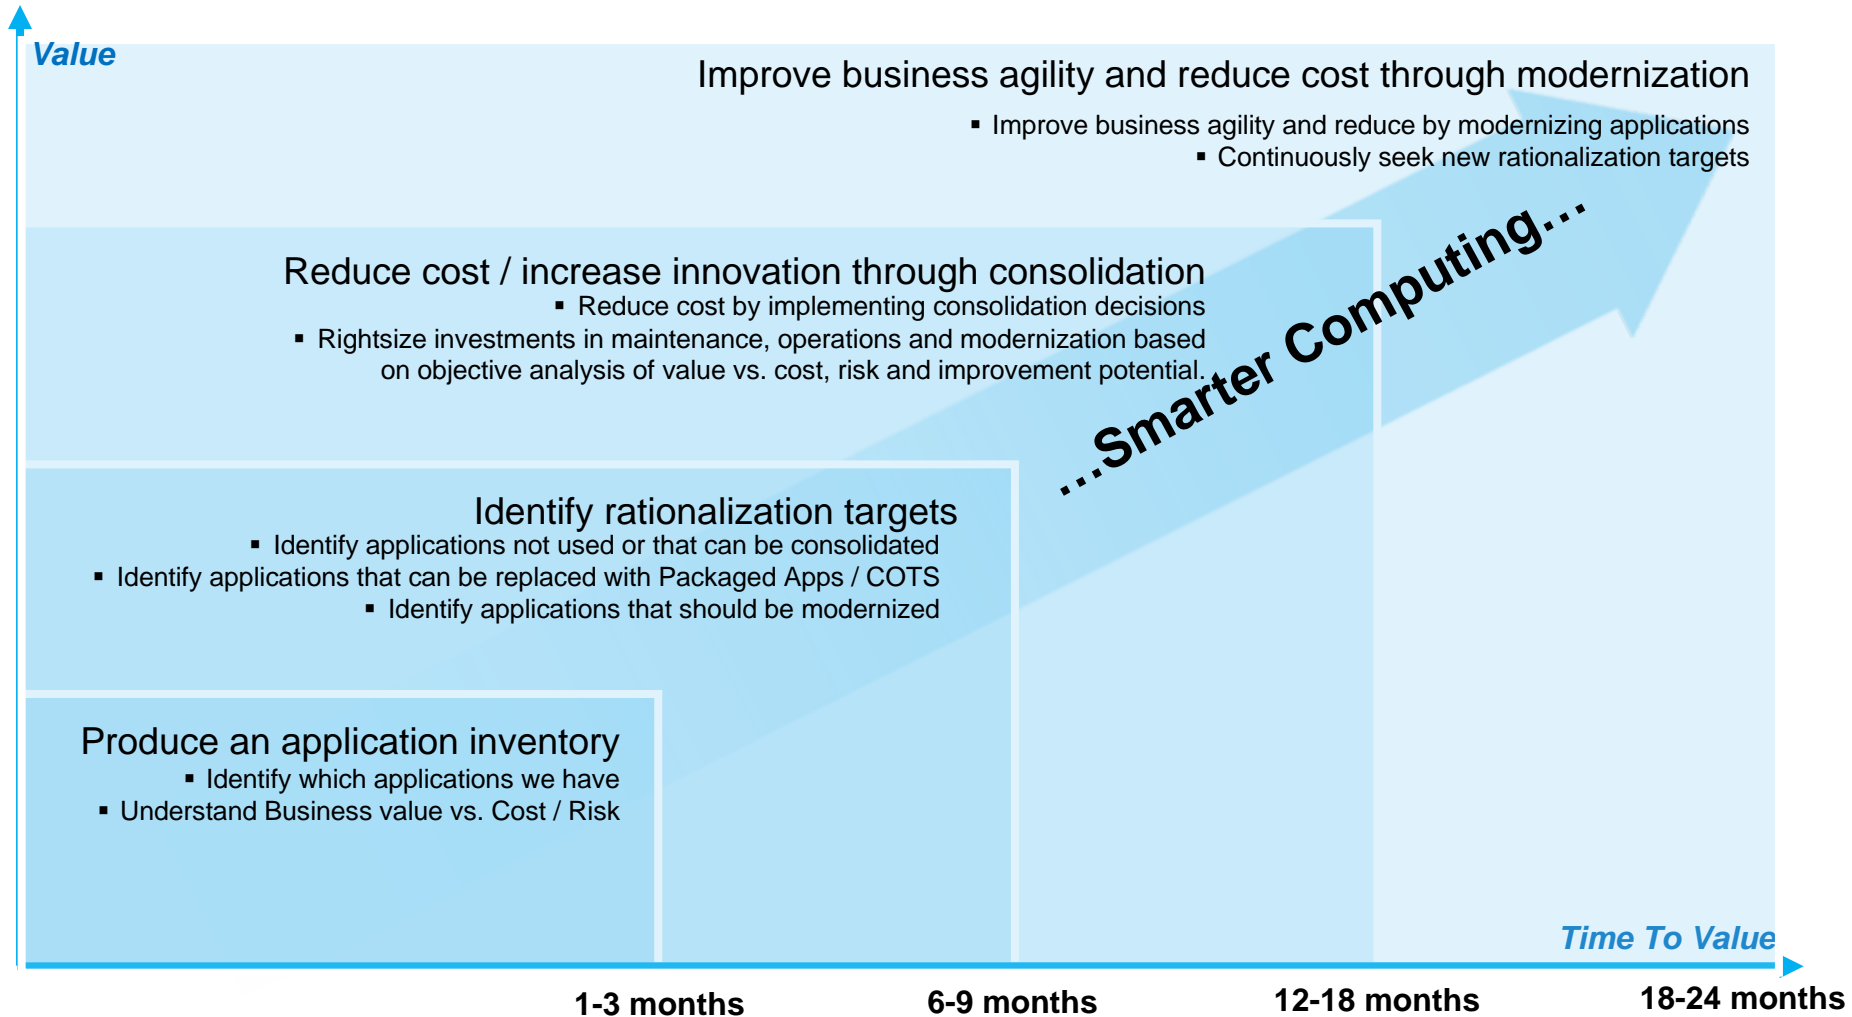 Value
Improve business agility and reduce cost through modernization
▪ Improve business agility and reduce by modernizing applications
▪ Continuously seek new rationalization targets
Reduce cost / increase innovation through consolidation
▪ Reduce cost by implementing consolidation decisions
▪ Rightsize investments in maintenance, operations and modernization based
on objective analysis of value vs. cost, risk and improvement potential.
…Smarter Computing…
Identify rationalization targets
▪ Identify applications not used or that can be consolidated
▪ Identify applications that can be replaced with Packaged Apps / COTS
▪ Identify applications that should be modernized
Produce an application inventory
▪ Identify which applications we have
▪ Understand Business value vs. Cost / Risk
Time To Value
1-3 months
6-9 months
12-18 months
18-24 months